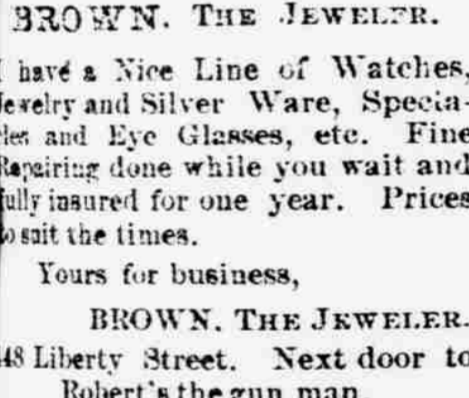 BROWN. THE JEWELER.
I have a Nice Line of Watches,
Jewelry and Silver Ware, Specta-
cles and Eye Glasses, etc. Fine
Repairing done while you wait and
fully insured for one year. Prices
to suit the times.
Yours for business,
BROWN. THE JEWELER.
448 Liberty Street. Next door to
Robert's the gun man.